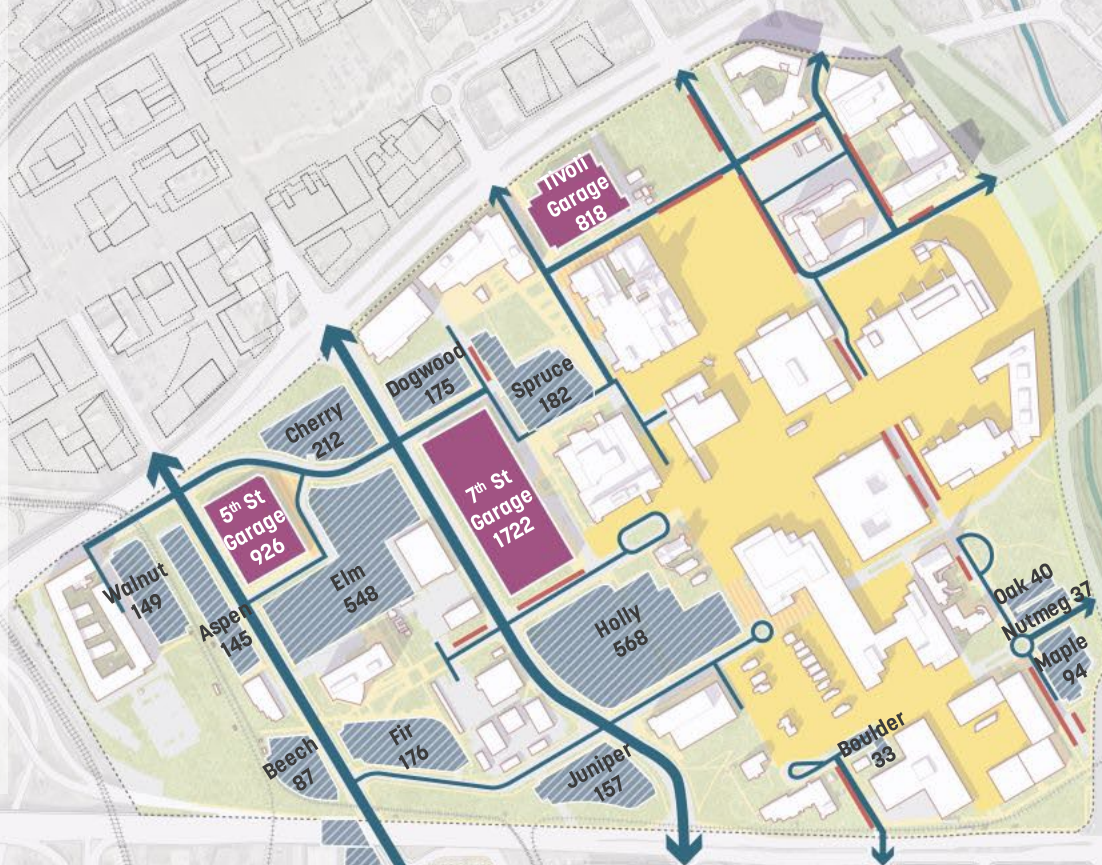 Tivoli
Garage
818
Dogwood
175
Spruce
182
Cherry
212
5th St
Garage
926
7th St
Garage
1722
Walnut
149
Aspen
145
Elm
548
Holly
568
Oak 40
Nutmeg 37
Maple
94
Beech
87
Fir
176
Juniper
157
Boulder
33